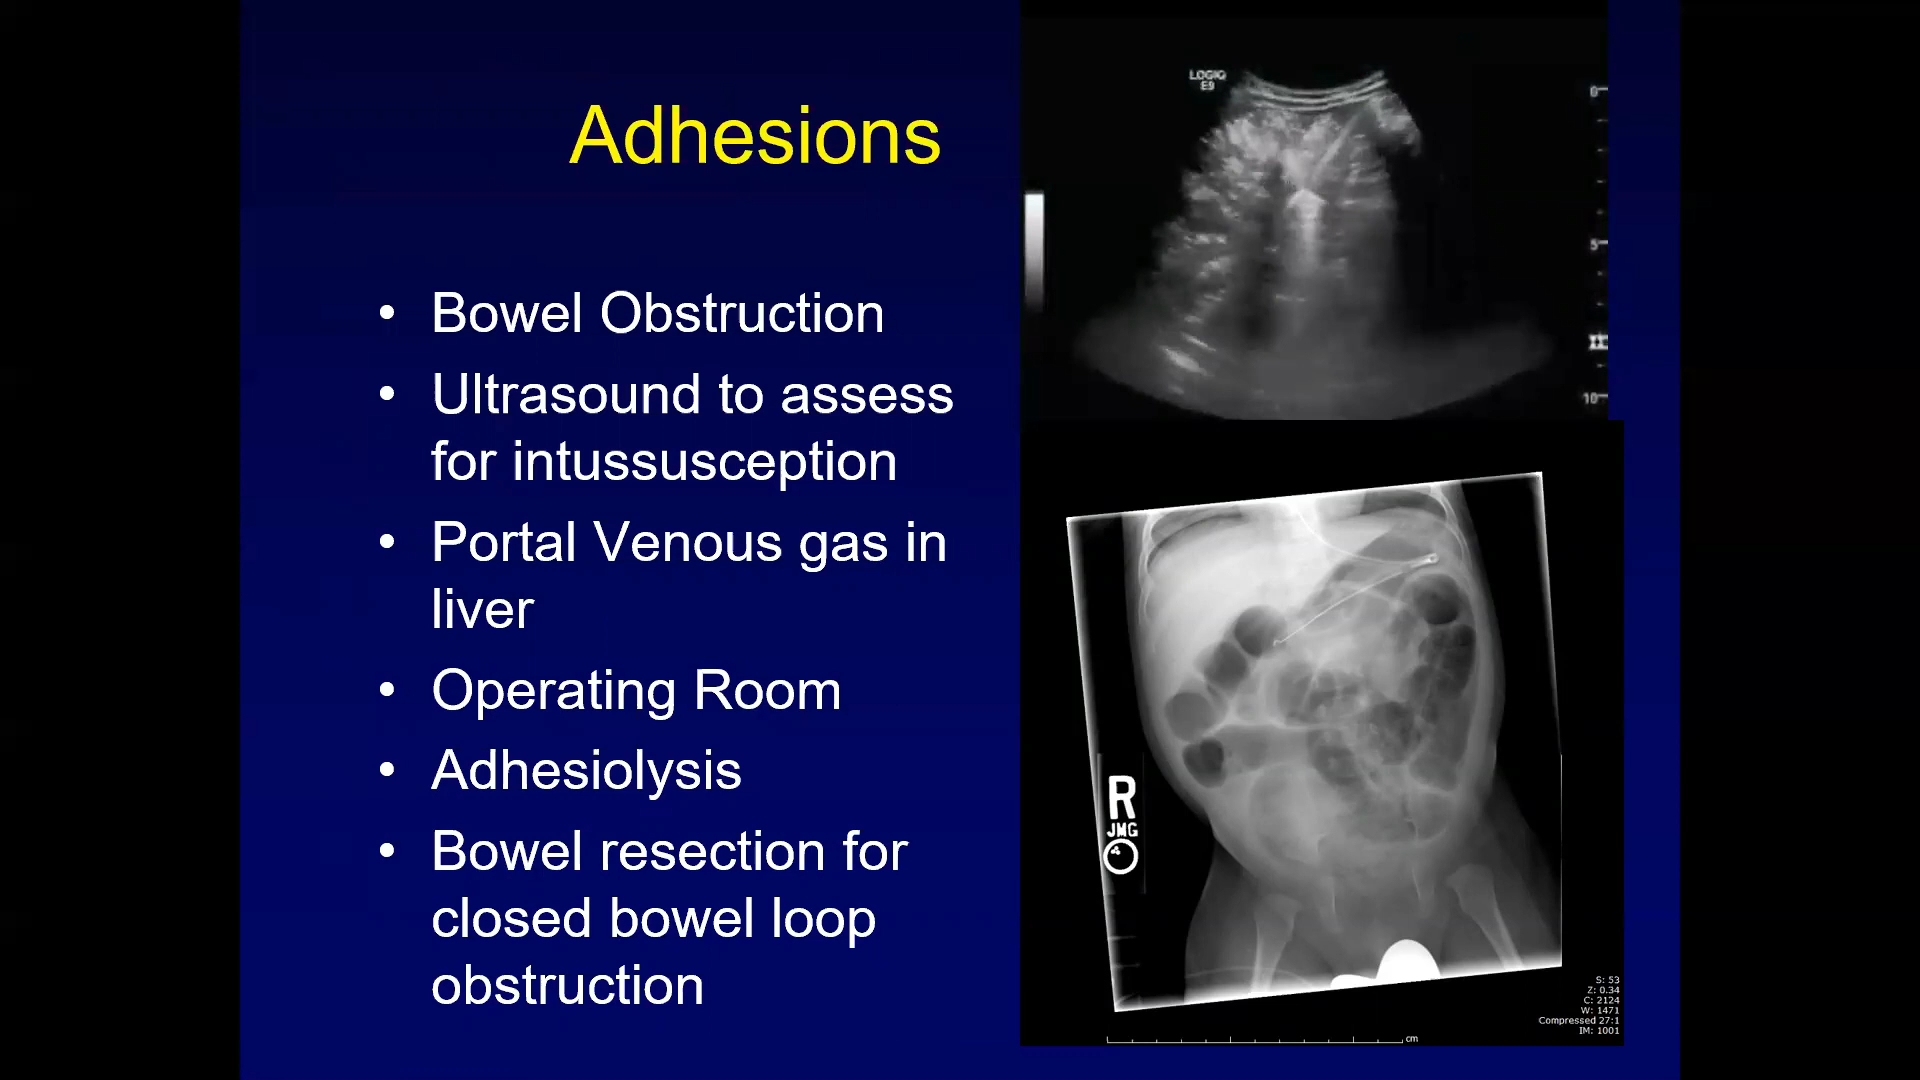 Adhesions
• Bowel Obstruction
• Ultrasound to assess
for intussusception
• Portal Venous gas in
liver
• Operating Room
• Adhesiolysis
• Bowel resection for
closed bowel loop
obstruction
LOGIQ
E9
0
5
10
R
JMG
S: 53
Z: 0.34
C: 2124
W: 1471
Compressed 27:1
IM: 1001
cm